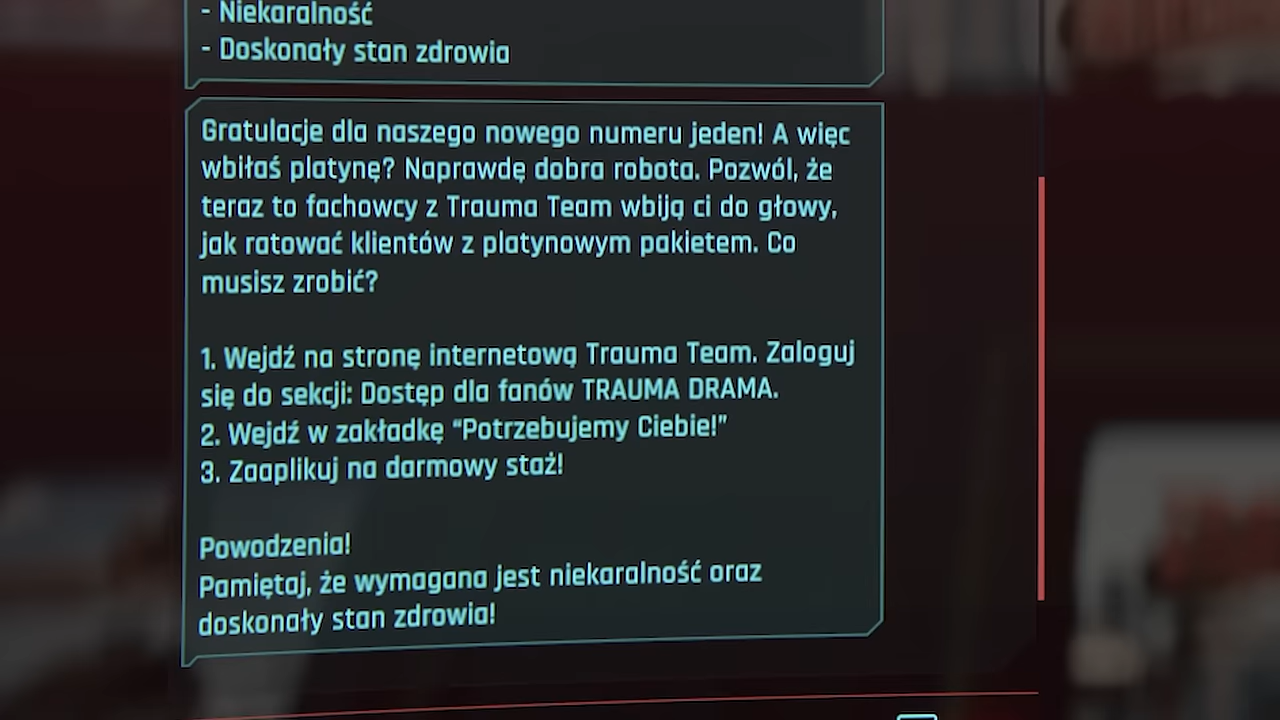 - Niekaralność
- Doskonały stan zdrowia
Gratulacje dla naszego nowego numeru jeden! A więc
wbiłaś platynę? Naprawdę dobra robota. Pozwól, że
teraz to fachowcy z Trauma Team wbiją ci do głowy,
jak ratować klientów z platynowym pakietem. Co
musisz zrobić?
1. Wejdź na stronę internetową Trauma Team. Zaloguj
się do sekcji: Dostęp dla fanów TRAUMA DRAMA.
2. Wejdź w zakładkę “Potrzebujemy Ciebie!”
3. Zaaplikuj na darmowy staż!
Powodzenia!
Pamiętaj, że wymagana jest niekaralność oraz
doskonały stan zdrowia!